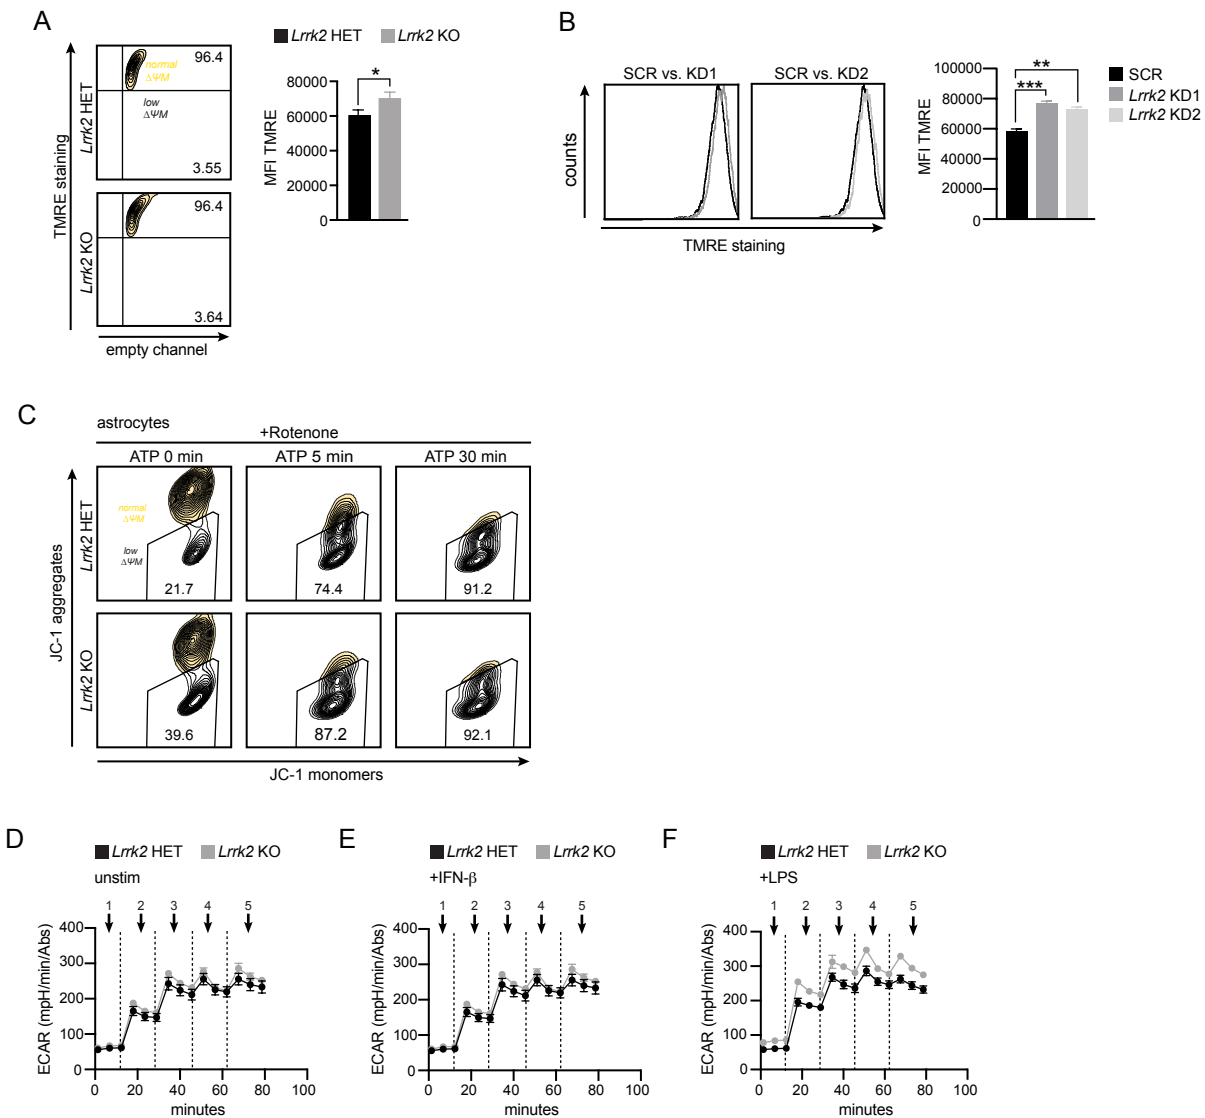 A
Lrrk2 HET
Lrrk2 KO
TMRE staining
Lrrk2 HET
Lrrk2 KO
96.4
normal
ΔΨM
low
ΔΨM
3.55
96.4
3.64
empty channel
MFI TMRE
80000
60000
40000
20000
0
*
B
SCR vs. KD1
SCR vs. KD2
counts
TMRE staining
MFI TMRE
100000
80000
60000
40000
20000
0
**
***
SCR
Lrrk2 KD1
Lrrk2 KD2
C
astrocytes
+Rotenone
ATP 0 min
ATP 5 min
ATP 30 min
JC-1 aggregates
Lrrk2 HET
Lrrk2 KO
normal
ΔΨM
low
ΔΨM
21.7
74.4
91.2
39.6
87.2
92.1
JC-1 monomers
D
Lrrk2 HET
Lrrk2 KO
unstim
1
2
3
4
5
ECAR (mpH/min/Abs)
400
300
200
100
0
0
20
40
60
80
100
minutes
E
Lrrk2 HET
Lrrk2 KO
+IFN-β
1
2
3
4
5
ECAR (mpH/min/Abs)
400
300
200
100
0
0
20
40
60
80
100
minutes
F
Lrrk2 HET
Lrrk2 KO
+LPS
1
2
3
4
5
ECAR (mpH/min/Abs)
400
300
200
100
0
0
20
40
60
80
100
minutes